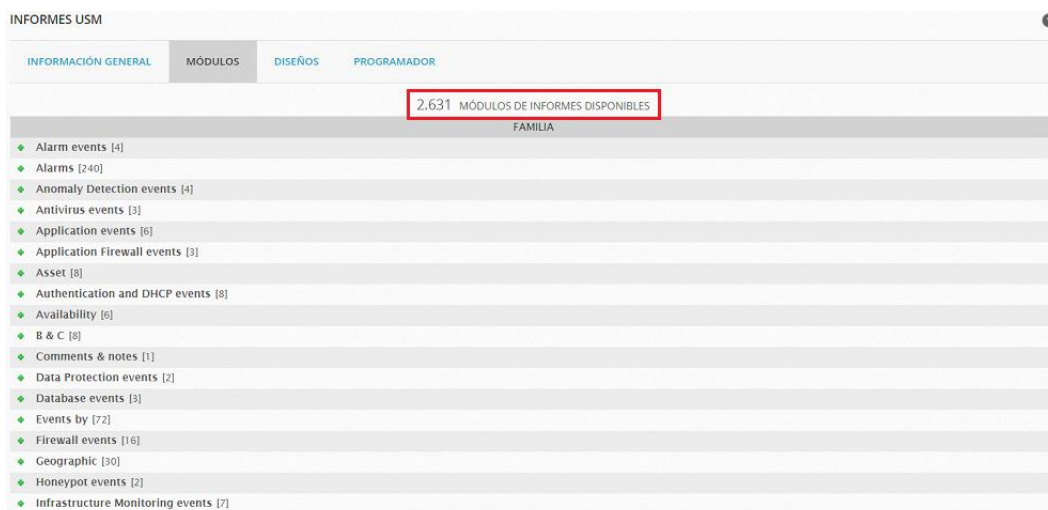 INFORMES USM
INFORMACIÓN GENERAL MÓDULOS DISEÑOS PROGRAMADOR
2.631 MÓDULOS DE INFORMES DISPONIBLES
FAMILIA
Alarm events [4]
Alarms [240]
Anomaly Detection events [4]
Antivirus events [3]
Application events [6]
Application Firewall events [3]
Asset [8]
Authentication and DHCP events [8]
Availability [6]
B & C [8]
Comments & notes [1]
Data Protection events [2]
Database events [3]
Events by [72]
Firewall events [16]
Geographic [30]
Honeypot events [2]
Infrastructure Monitoring events [7]